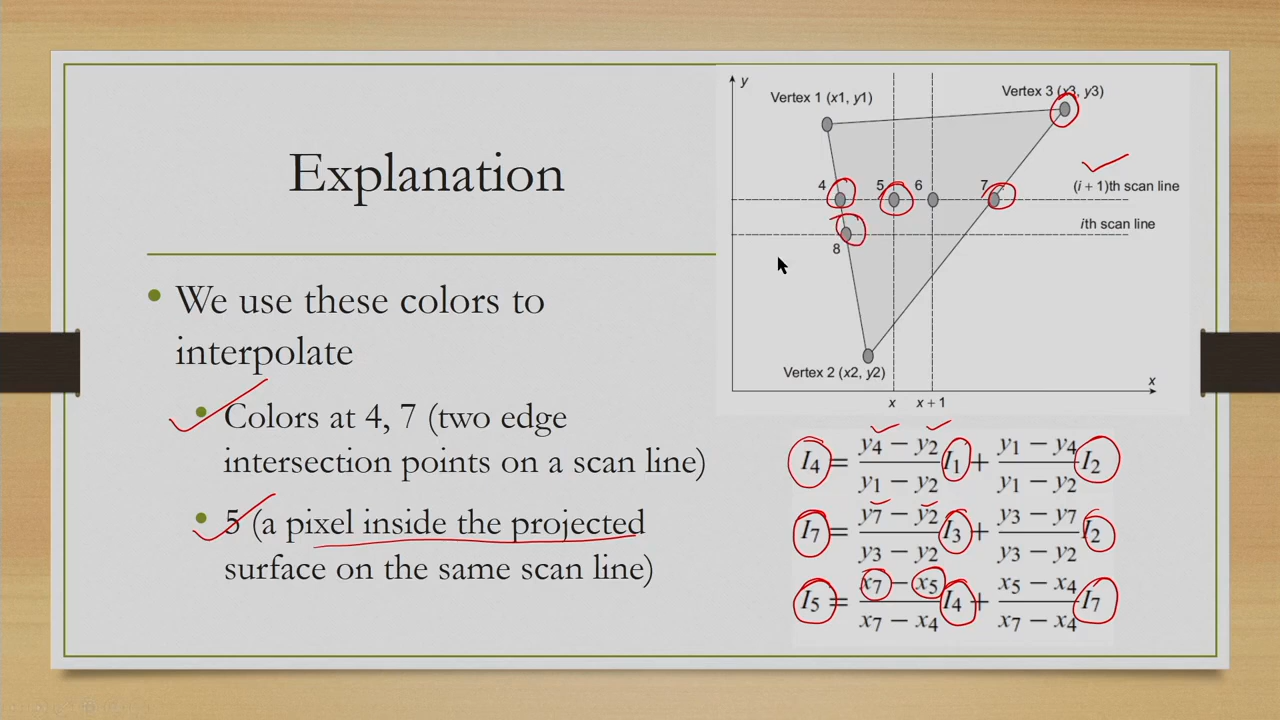 Explanation
• We use these colors to
interpolate
• Colors at 4, 7 (two edge
intersection points on a scan line)
• 5 (a pixel inside the projected
surface on the same scan line)
y
Vertex 1 (x1, y1)
Vertex 3 (x3, y3)
4 5 6 7
(i + 1)th scan line
ith scan line
8
Vertex 2 (x2, y2)
x
x x + 1
I₄ = (y₄ − y₂)/(y₁ − y₂) I₁ + (y₁ − y₄)/(y₁ − y₂) I₂
I₇ = (y₇ − y₂)/(y₃ − y₂) I₃ + (y₃ − y₇)/(y₃ − y₂) I₂
I₅ = (x₇ − x₅)/(x₇ − x₄) I₄ + (x₅ − x₄)/(x₇ − x₄) I₇